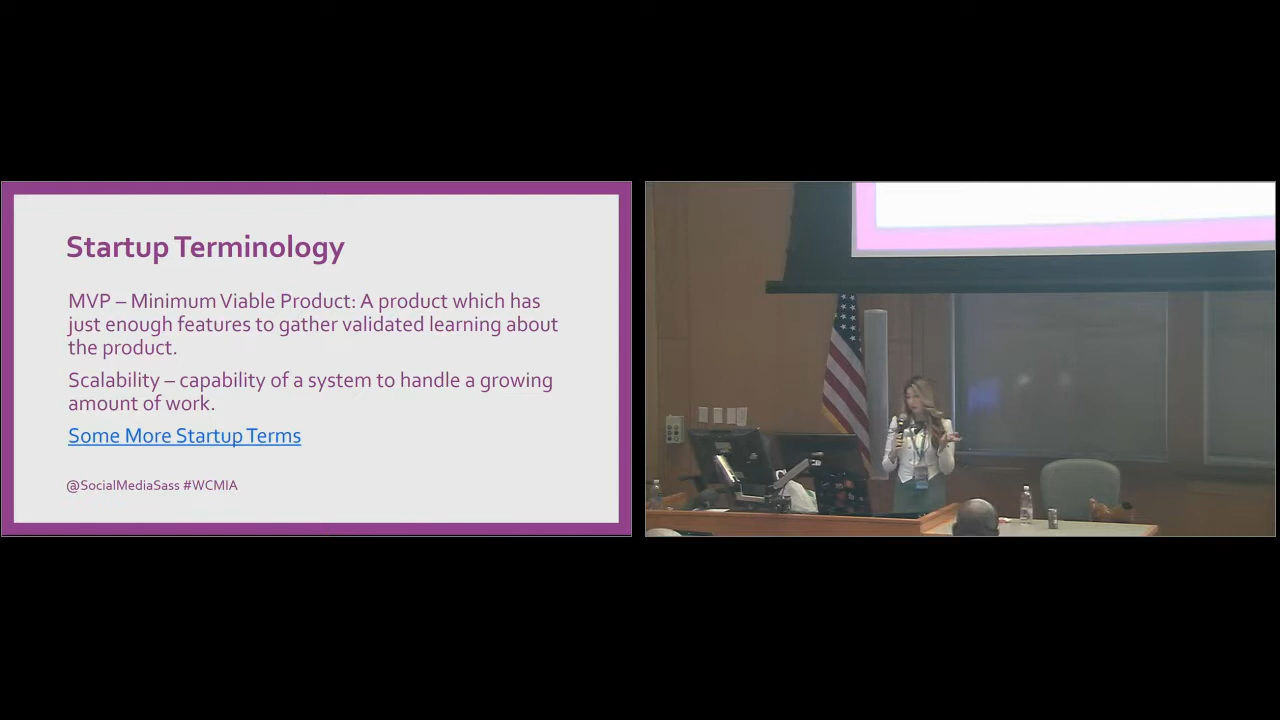 Startup Terminology
MVP – Minimum Viable Product: A product which has
just enough features to gather validated learning about
the product.
Scalability – capability of a system to handle a growing
amount of work.
Some More Startup Terms
@SocialMediaSass #WCMIA